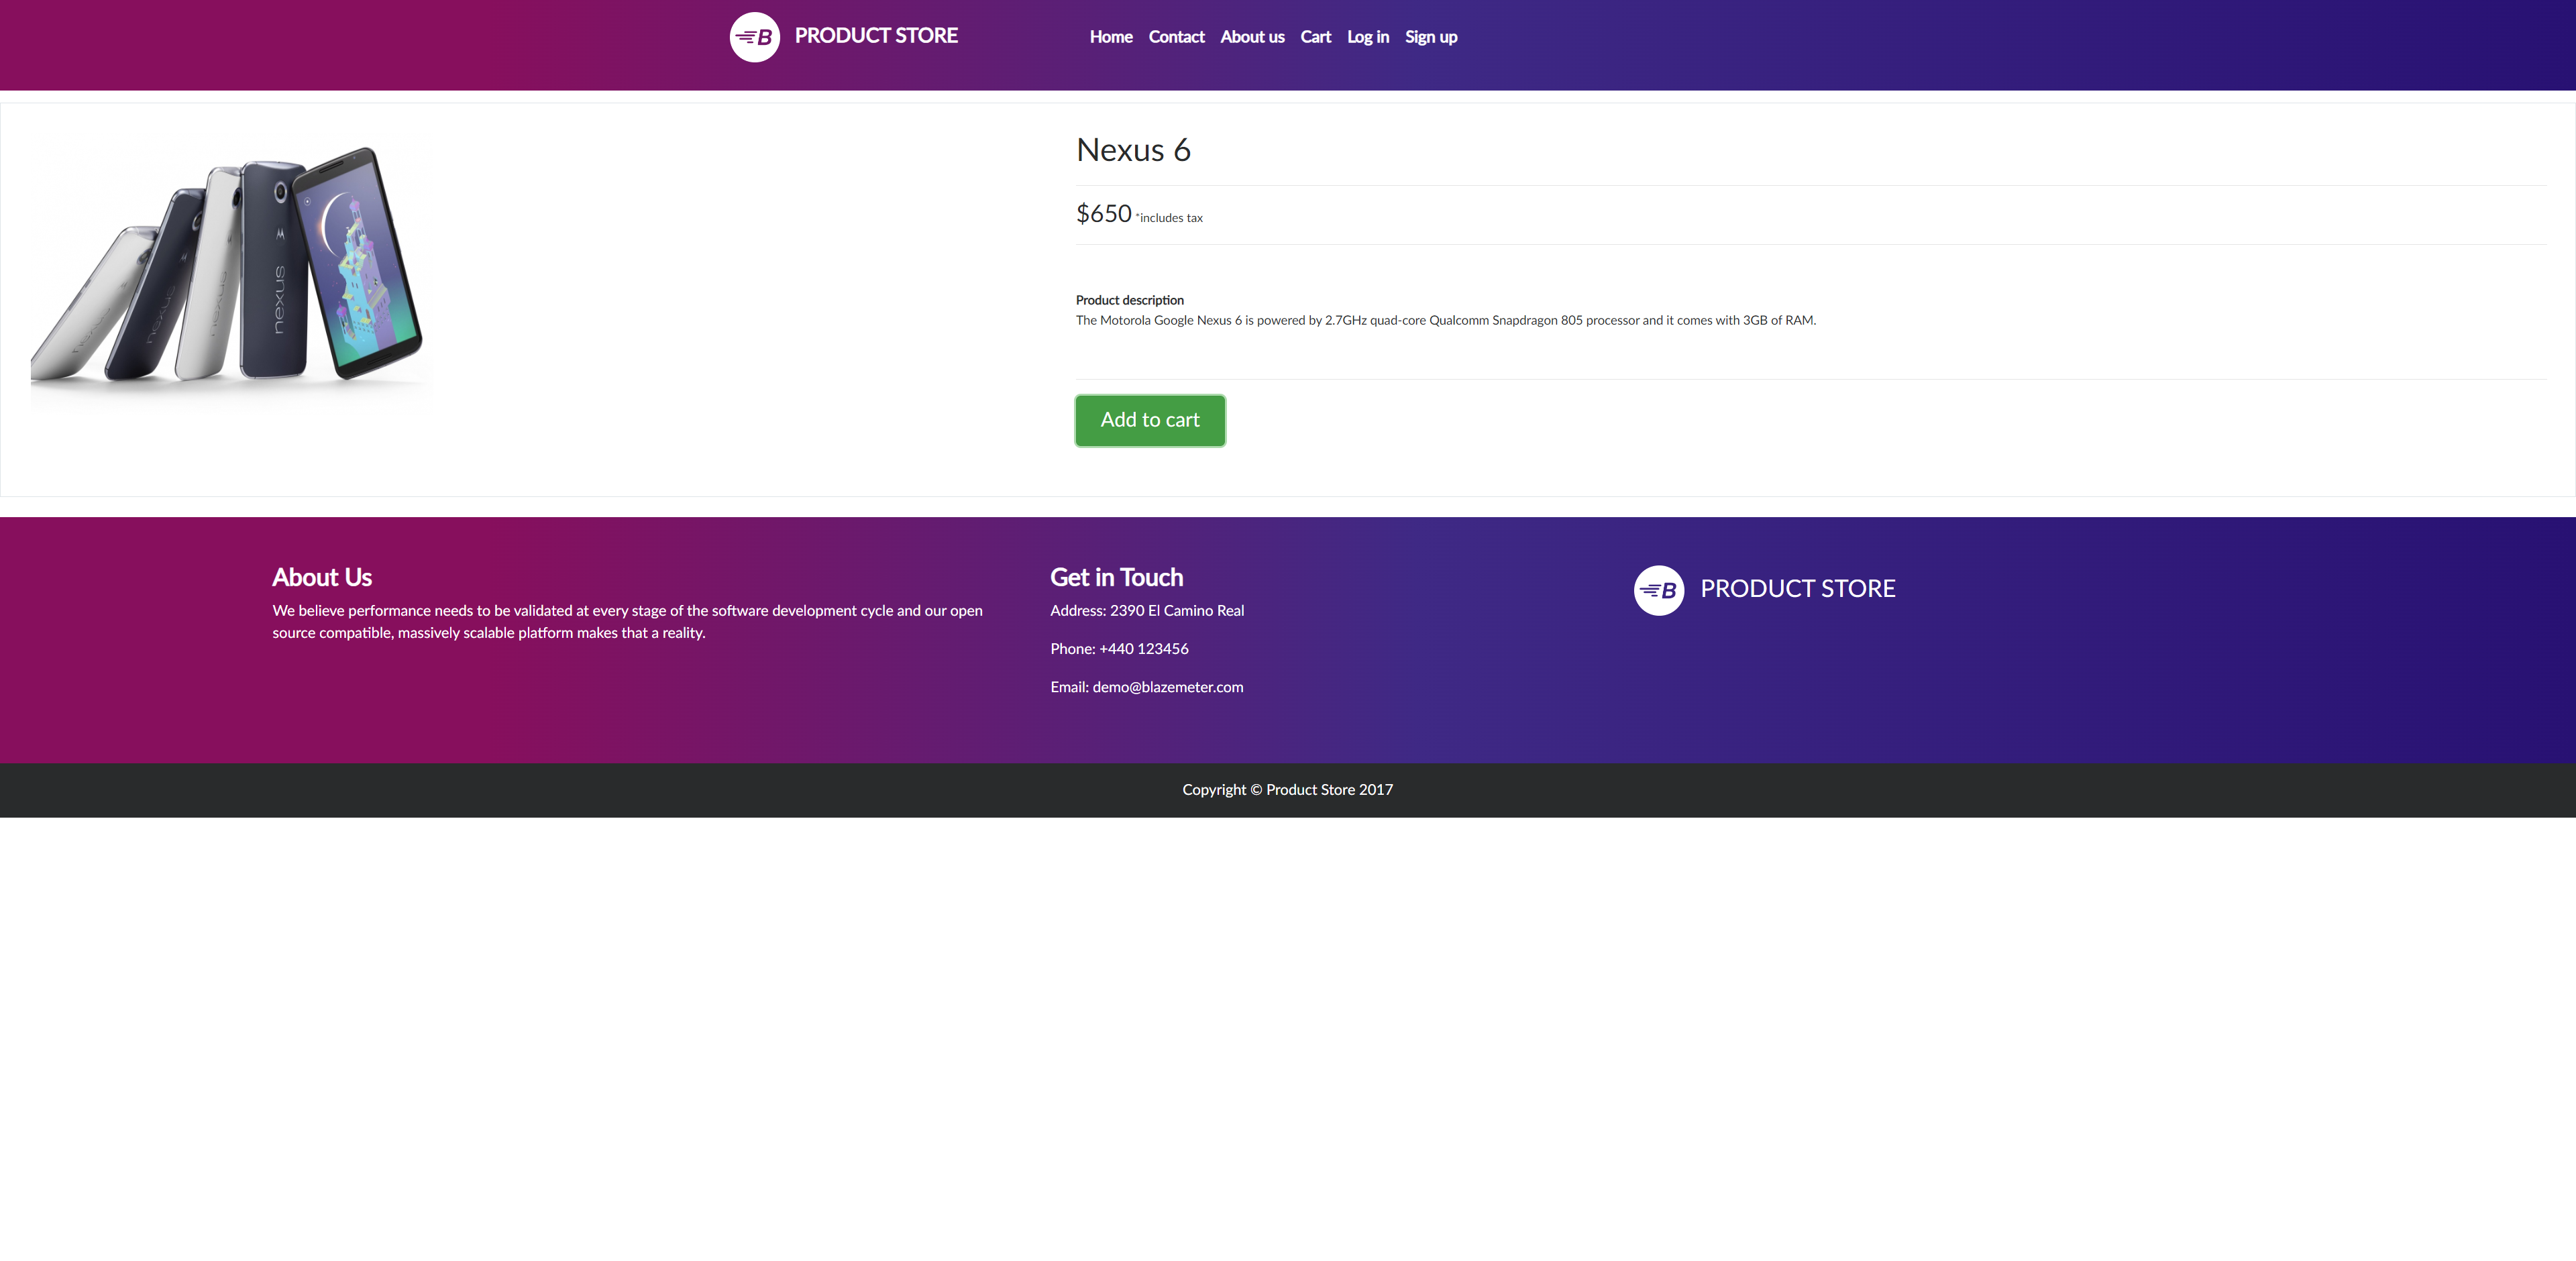 B PRODUCT STORE
Home Contact About us Cart Log in Sign up
Nexus 6
$650 *includes tax
Product description
The Motorola Google Nexus 6 is powered by 2.7GHz quad-core Qualcomm Snapdragon 805 processor and it comes with 3GB of RAM.
nexus
nexus
nexus
nexus
Add to cart
About Us
We believe performance needs to be validated at every stage of the software development cycle and our open
source compatible, massively scalable platform makes that a reality.
Get in Touch
Address: 2390 El Camino Real
Phone: +440 123456
Email: demo@blazemeter.com
B PRODUCT STORE
Copyright © Product Store 2017